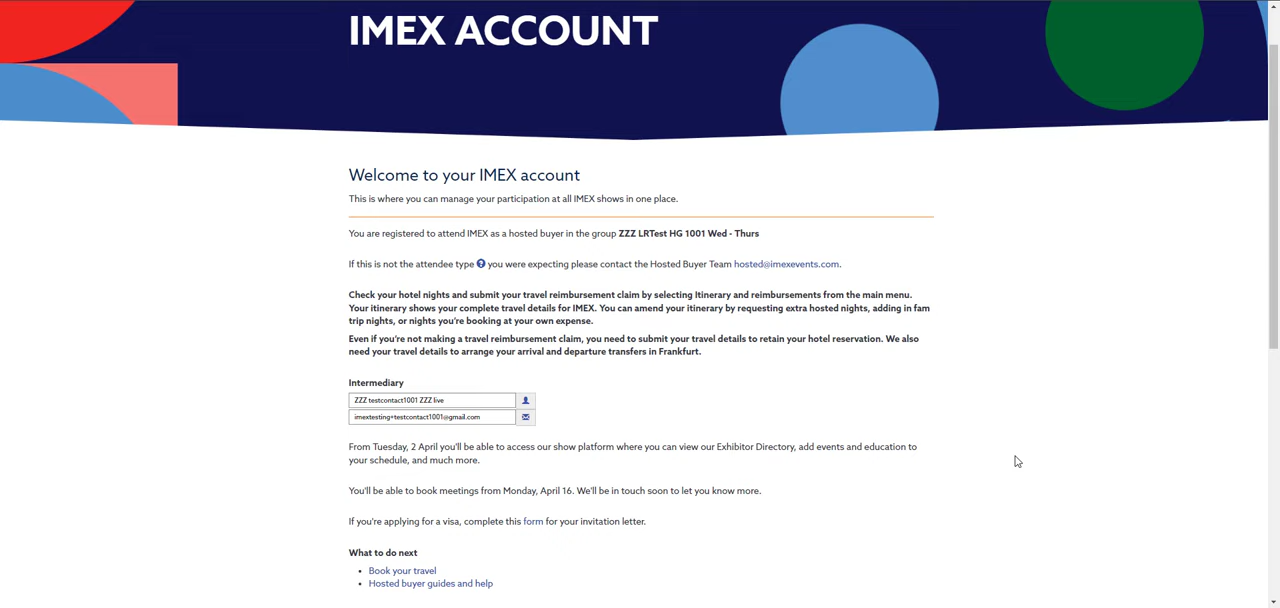 IMEX ACCOUNT
Welcome to your IMEX account
This is where you can manage your participation at all IMEX shows in one place.
You are registered to attend IMEX as a hosted buyer in the group ZZZ LRTest HG 1001 Wed - Thurs
If this is not the attendee type ? you were expecting please contact the Hosted Buyer Team hosted@imexevents.com.
Check your hotel nights and submit your travel reimbursement claim by selecting Itinerary and reimbursements from the main menu.
Your itinerary shows your complete travel details for IMEX. You can amend your itinerary by requesting extra hosted nights, adding in fam
trip nights, or nights you're booking at your own expense.
Even if you're not making a travel reimbursement claim, you need to submit your travel details to retain your hotel reservation. We also
need your travel details to arrange your arrival and departure transfers in Frankfurt.
Intermediary
ZZZ testcontact1001 ZZZ live
imextesting+testcontact1001@gmail.com
From Tuesday, 2 April you'll be able to access our show platform where you can view our Exhibitor Directory, add events and education to
your schedule, and much more.
You'll be able to book meetings from Monday, April 16. We'll be in touch soon to let you know more.
If you're applying for a visa, complete this form for your invitation letter.
What to do next
Book your travel
Hosted buyer guides and help